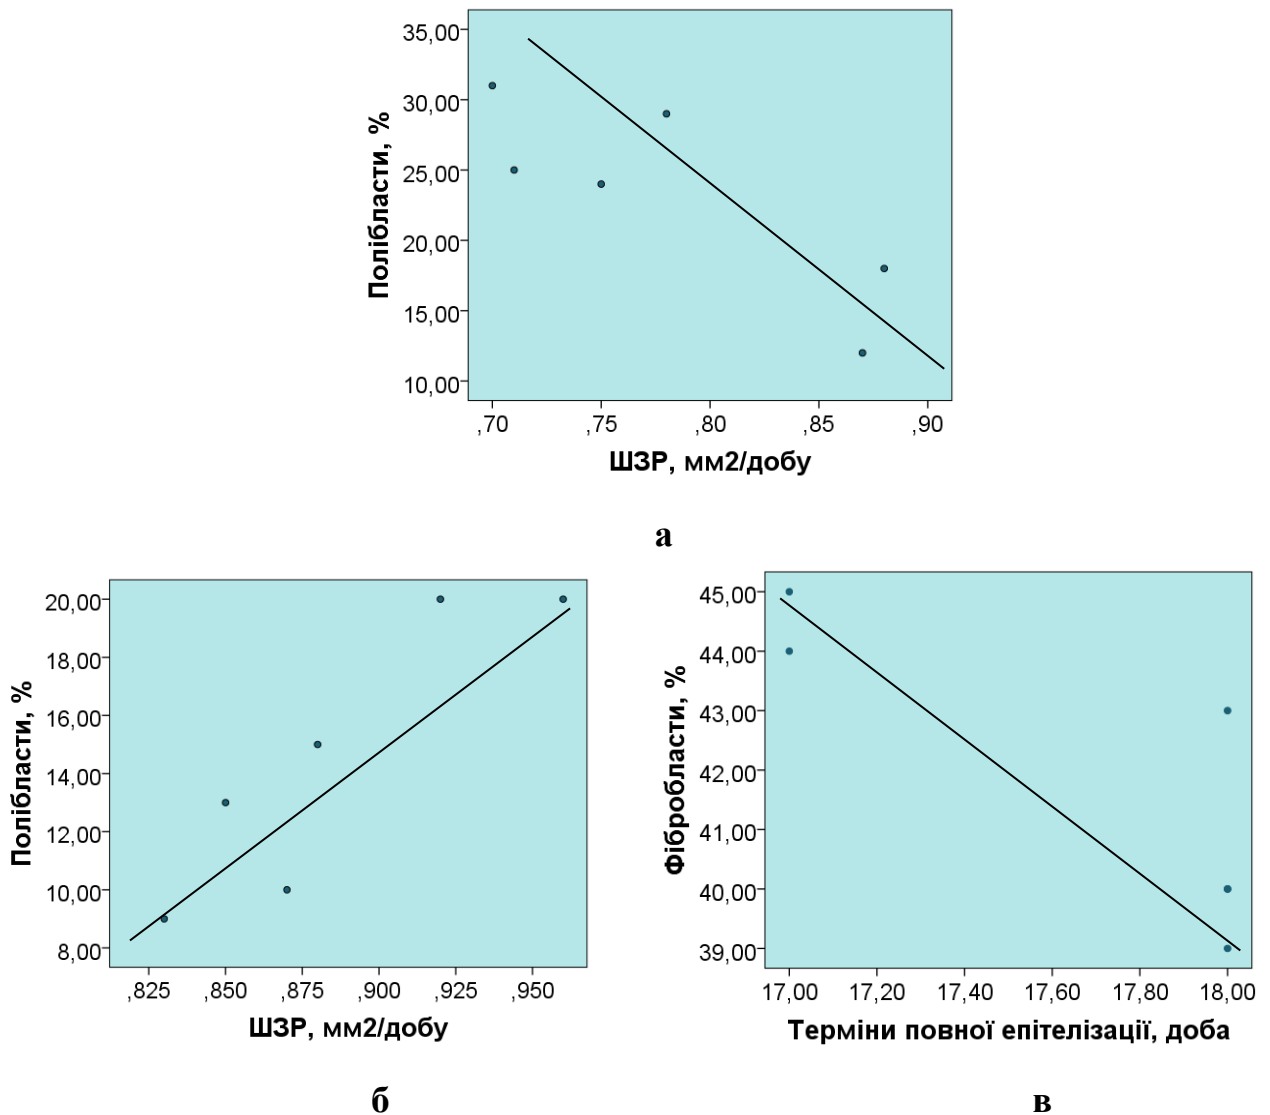 35,00
30,00
25,00
20,00
15,00
10,00
Полібласти, %
,70 ,75 ,80 ,85 ,90
ШЗР, мм2/добу
а
20,00
18,00
16,00
14,00
12,00
10,00
8,00
Полібласти, %
,825 ,850 ,875 ,900 ,925 ,950
ШЗР, мм2/добу
б
45,00
44,00
43,00
42,00
41,00
40,00
39,00
Фібробласти, %
17,00 17,20 17,40 17,60 17,80 18,00
Терміни повної епітелізації, доба
в